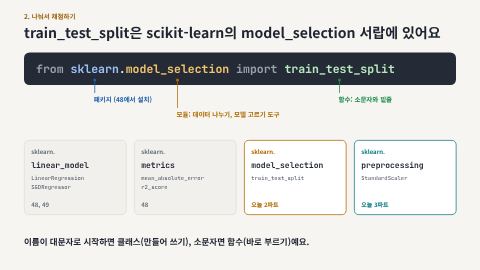 2. 나눠서 채점하기
train_test_split은 scikit-learn의 model_selection 서랍에 있어요
from sklearn.model_selection import train_test_split
패키지 (48에서 설치)
함수: 소문자와 밑줄
모듈: 데이터 나누기, 모델 고르기 도구
sklearn.
linear_model
LinearRegression
SGDRegressor
48, 49
sklearn.
metrics
mean_absolute_error
r2_score
48
sklearn.
model_selection
train_test_split
오늘 2파트
sklearn.
preprocessing
StandardScaler
오늘 3파트
이름이 대문자로 시작하면 클래스(만들어 쓰기), 소문자면 함수(바로 부르기)예요.